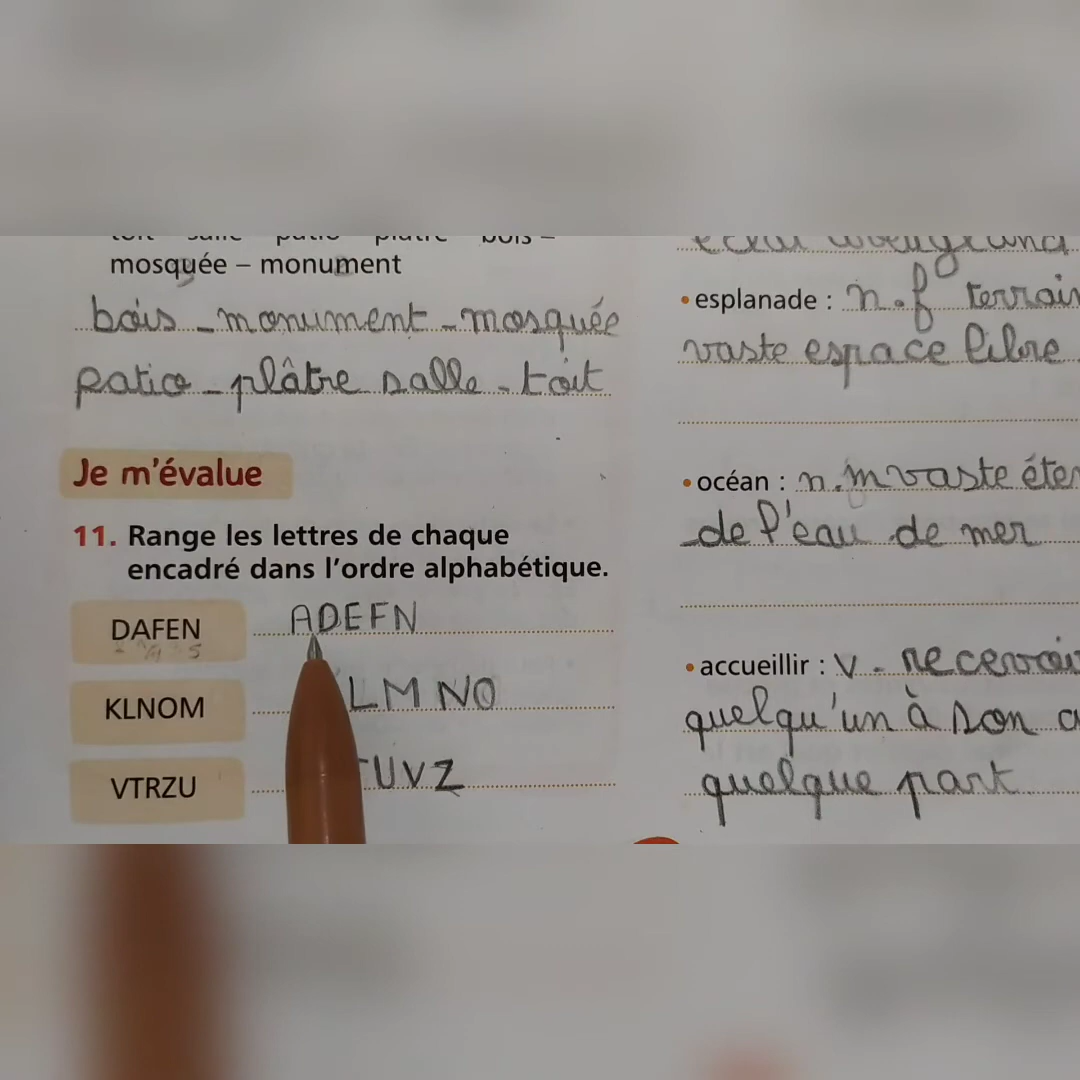 mosquée – monument
bois - monument - mosquée
patio - plâtre salle - toit
Je m'évalue
11. Range les lettres de chaque
encadré dans l'ordre alphabétique.
DAFEN ADEFN
KLNOM LMNO
VTRZU UVZ
• esplanade : n.f terrain
vaste espace libre
• océan : n.m vaste éten
de l'eau de mer
• accueillir : v - recevoir
quelqu'un à son
quelque part